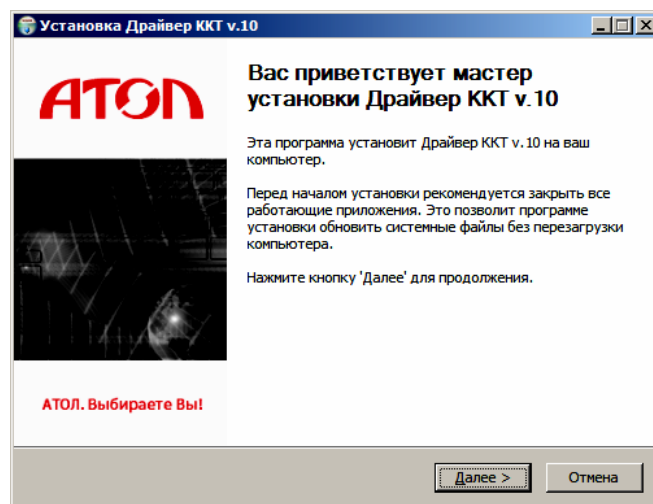 Установка Драйвер ККТ v.10
АТОЛ
Вас приветствует мастер
установки Драйвер ККТ v.10
Эта программа установит Драйвер ККТ v.10 на ваш
компьютер.
Перед началом установки рекомендуется закрыть все
работающие приложения. Это позволит программе
установки обновить системные файлы без перезагрузки
компьютера.
Нажмите кнопку 'Далее' для продолжения.
АТОЛ. Выбираете Вы!
Далее >
Отмена